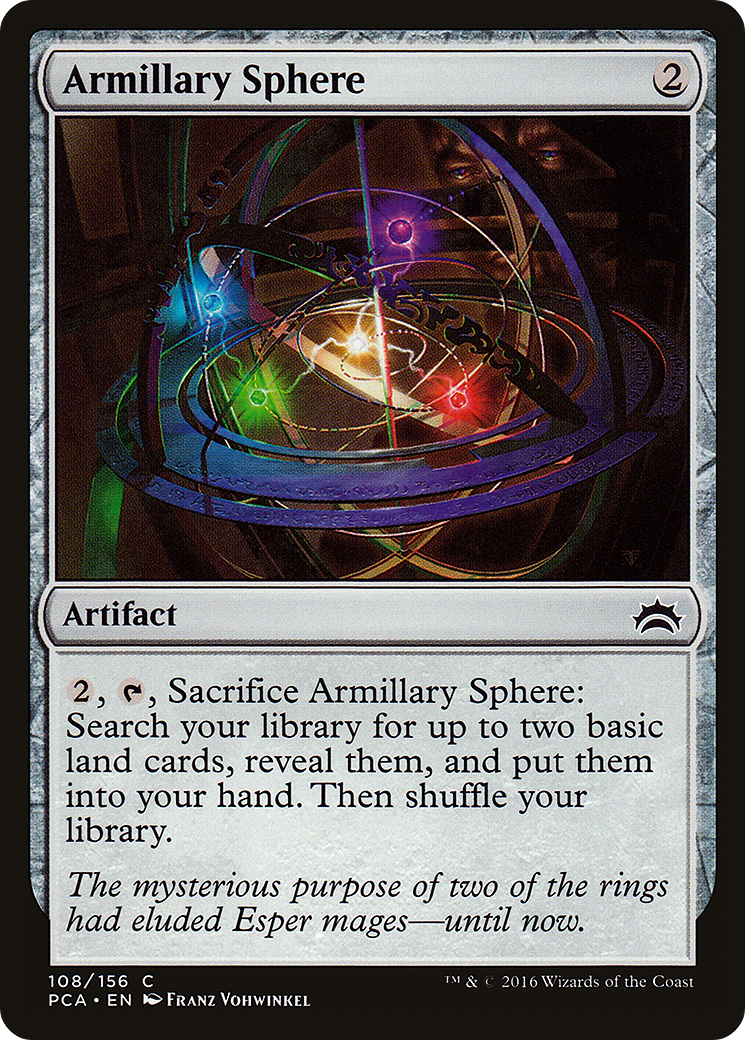 Armillary Sphere 2
Artifact
2, , Sacrifice Armillary Sphere:
Search your library for up to two basic
land cards, reveal them, and put them
into your hand. Then shuffle your
library.
The mysterious purpose of two of the rings
had eluded Esper mages—until now.
108/156 C
™ & © 2016 Wizards of the Coast
PCA • EN Franz Vohwinkel